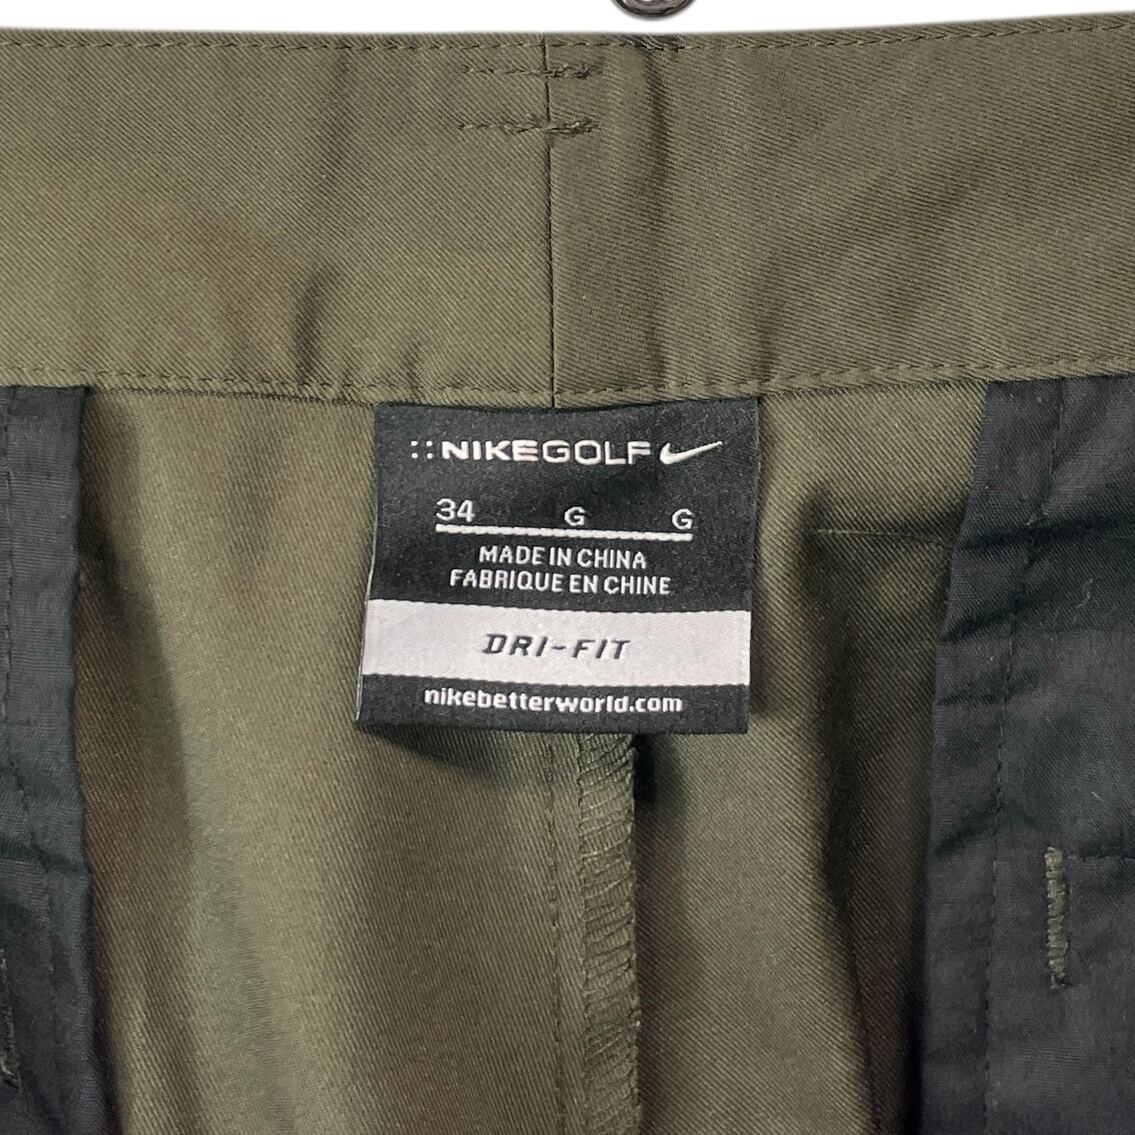 ::NIKEGOLF
34 G G
MADE IN CHINA
FABRIQUE EN CHINE
DRI-FIT
nikebetterworld.com